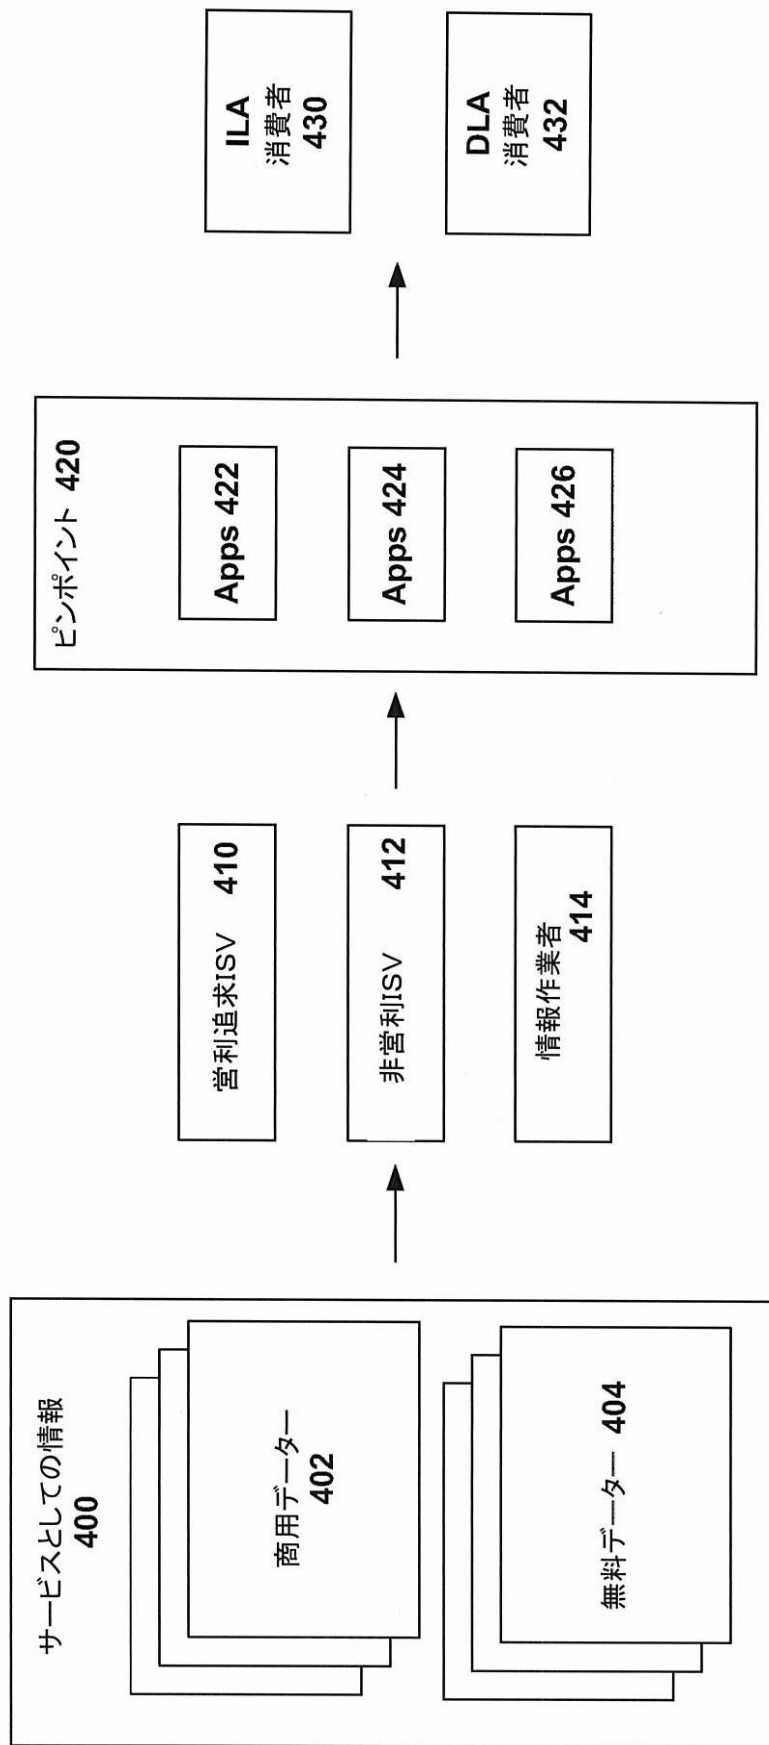 サービスとしての情報
400
商用データー
402
無料データー 404
営利追求ISV 410
非営利ISV 412
情報作業者
414
ピンポイント 420
Apps 422
Apps 424
Apps 426
ILA
消費者
430
DLA
消費者
432